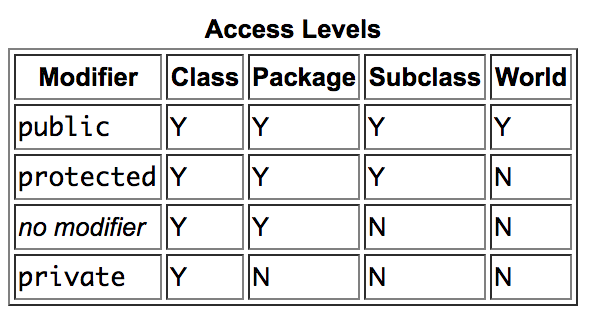 Access Levels
Modifier Class Package Subclass World
public Y Y Y Y
protected Y Y Y N
no modifier Y Y N N
private Y N N N